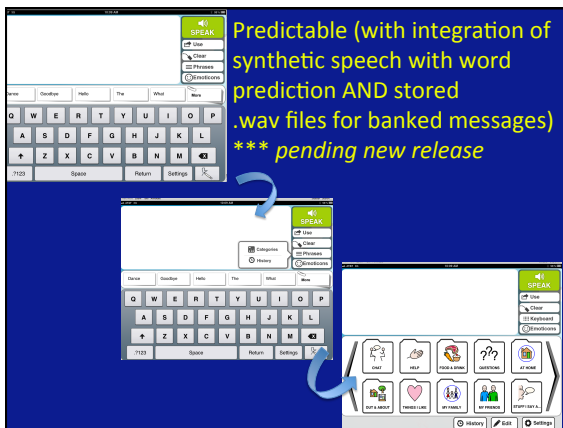 Predictable (with integration of
synthetic speech with word
prediction AND stored
.wav files for banked messages)
*** pending new release
SPEAK
Use
Clear
Phrases
Emoticons
Dance Goodbye Hello The What More
Q W E R T Y U I O P
A S D F G H J K L
Z X C V B N M
.?123 Space Return Settings
SPEAK
Use
Categories Clear
History Phrases
Emoticons
Dance Goodbye Hello The What More
Q W E R T Y U I O P
A S D F G H J K L
Z X C V B N M
.?123 Space Return Settings
SPEAK
Use
Clear
Keyboard
Emoticons
???
CHAT HELP FOOD & DRINK QUESTIONS AT HOME
OUT & ABOUT THINGS I LIKE MY FAMILY MY FRIENDS STUFF I SAY A...
History Edit Settings